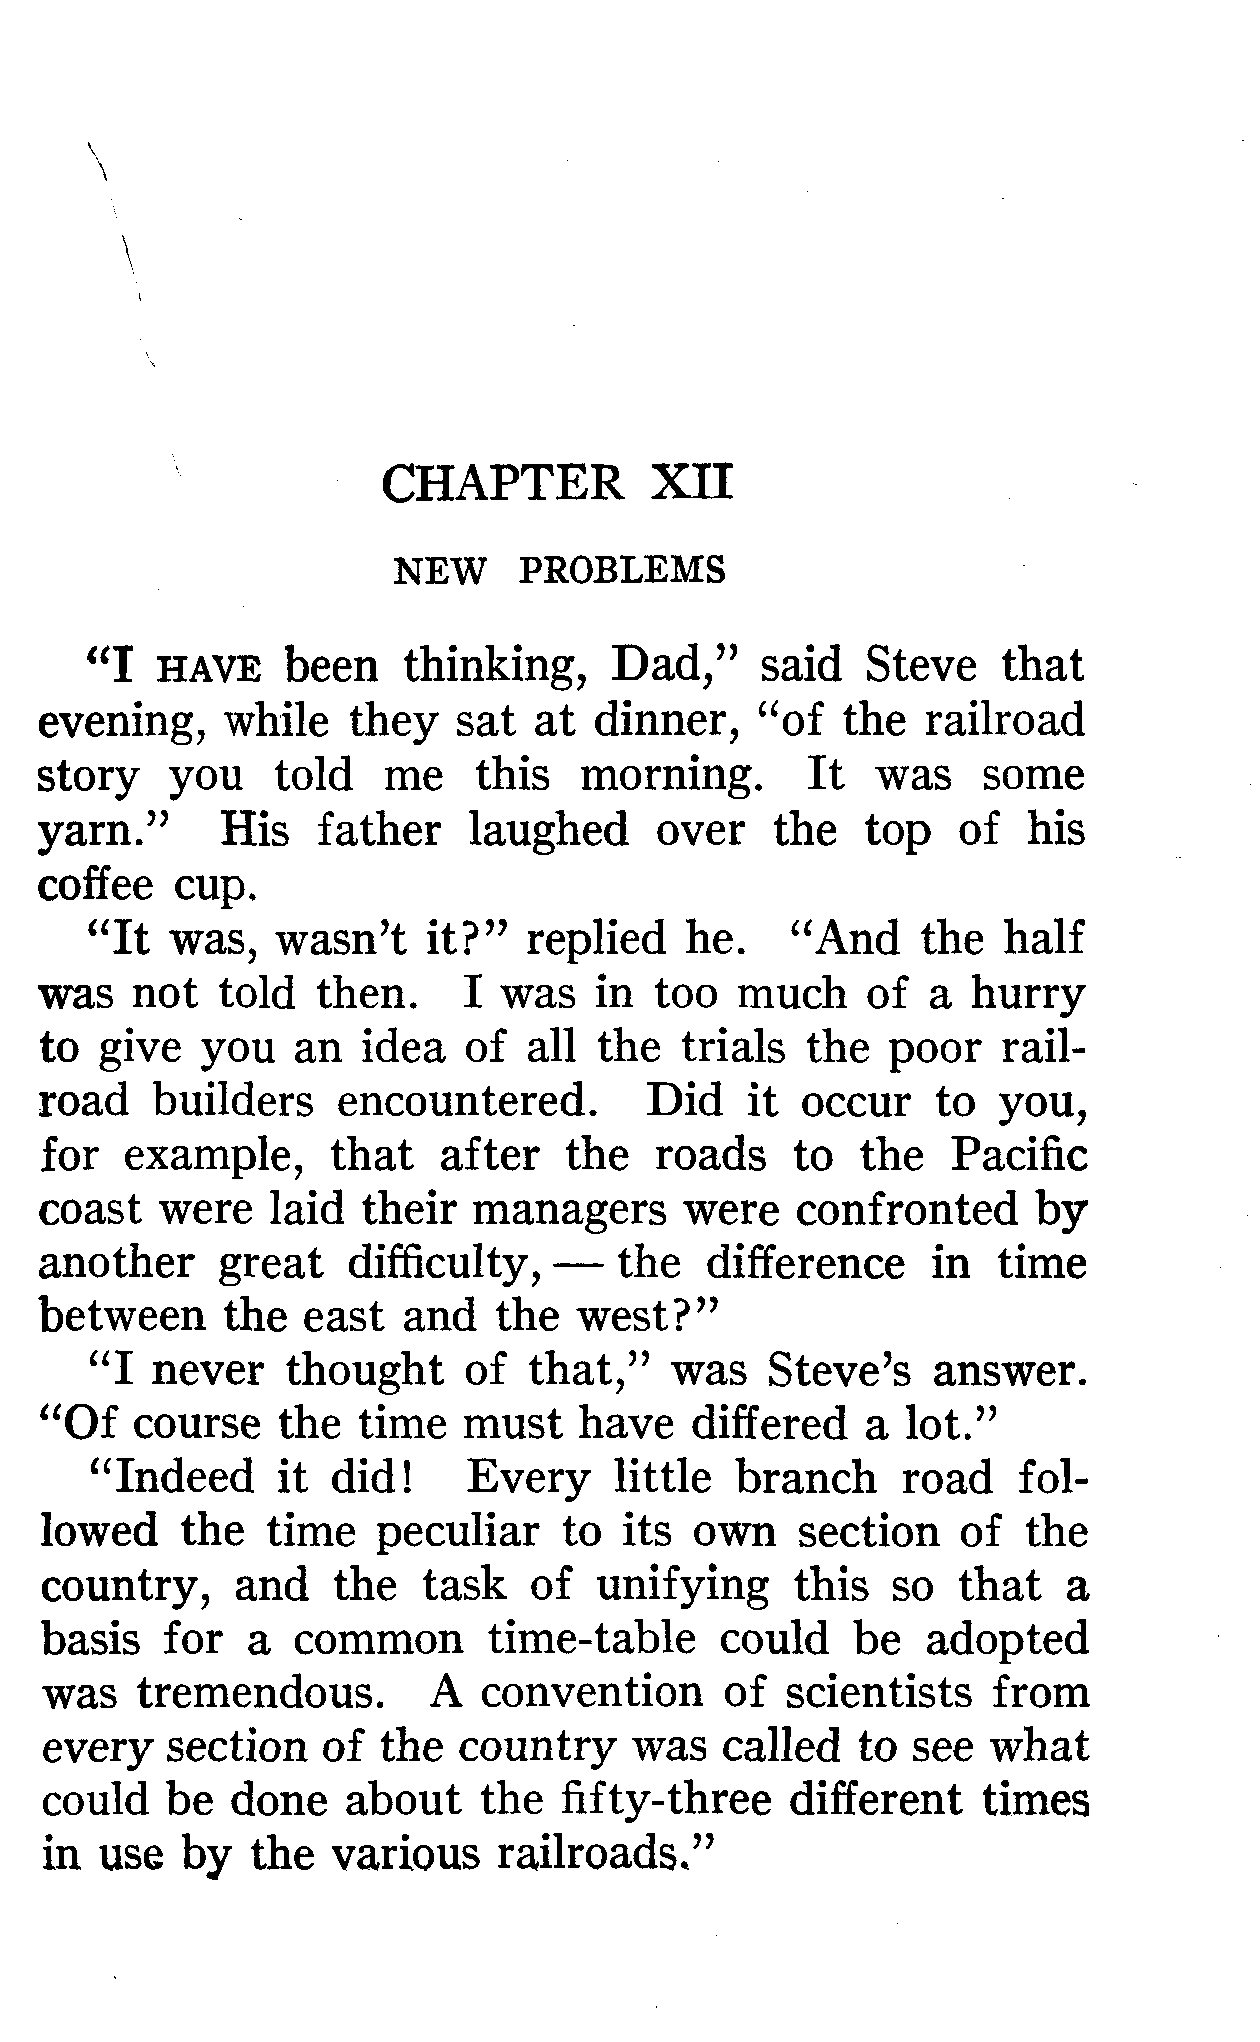 CHAPTER XII
NEW PROBLEMS
“I HAVE been thinking, Dad,” said Steve that
evening, while they sat at dinner, “of the railroad
story you told me this morning. It was some
yarn.” His father laughed over the top of his
coffee cup.
“It was, wasn’t it?” replied he. “And the half
was not told then. I was in too much of a hurry
to give you an idea of all the trials the poor rail-
road builders encountered. Did it occur to you,
for example, that after the roads to the Pacific
coast were laid their managers were confronted by
another great difficulty, — the difference in time
between the east and the west?”
“I never thought of that,” was Steve’s answer.
“Of course the time must have differed a lot.”
“Indeed it did! Every little branch road fol-
lowed the time peculiar to its own section of the
country, and the task of unifying this so that a
basis for a common time-table could be adopted
was tremendous. A convention of scientists from
every section of the country was called to see what
could be done about the fifty-three different times
in use by the various railroads.”